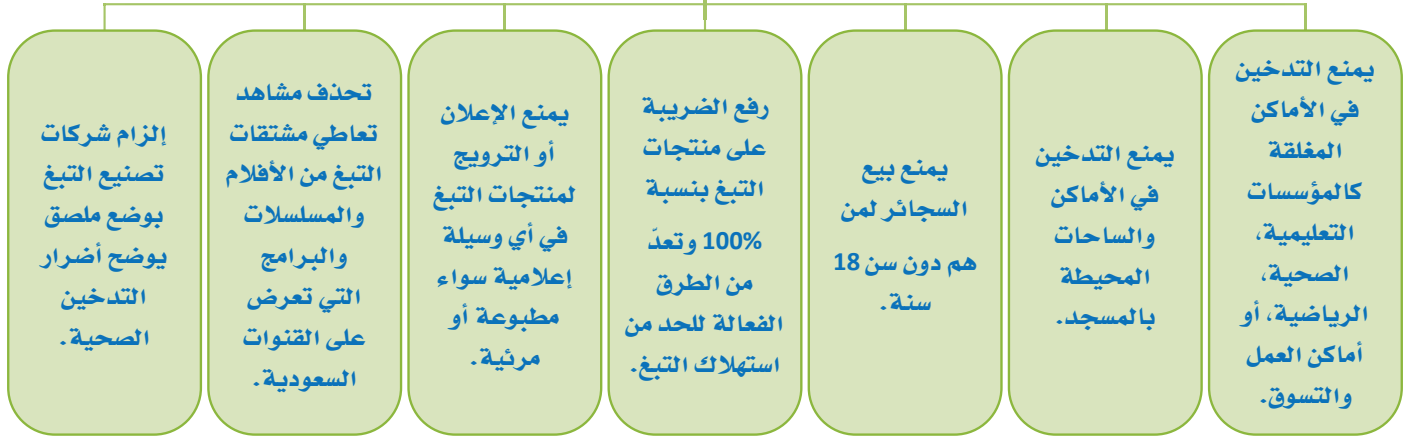 يمنع التدخين
في الأماكن
المغلقة
كالمؤسسات
التعليمية،
الصحية،
الرياضية، أو
أماكن العمل
والتسوق.
يمنع التدخين
في الأماكن
والساحات
المحيطة
بالمسجد.
يمنع بيع
السجائر لمن
هم دون سن 18
سنة.
رفع الضريبة
على منتجات
التبغ بنسبة
100% وتعدّ
من الطرق
الفعالة للحد من
استهلاك التبغ.
يمنع الإعلان
أو الترويج
لمنتجات التبغ
في أي وسيلة
إعلامية سواء
مطبوعة أو
مرئية.
تحذف مشاهد
تعاطي مشتقات
التبغ من الأفلام
والمسلسلات
والبرامج
التي تعرض
على القنوات
السعودية.
إلزام شركات
تصنيع التبغ
بوضع ملصق
يوضح أضرار
التدخين
الصحية.